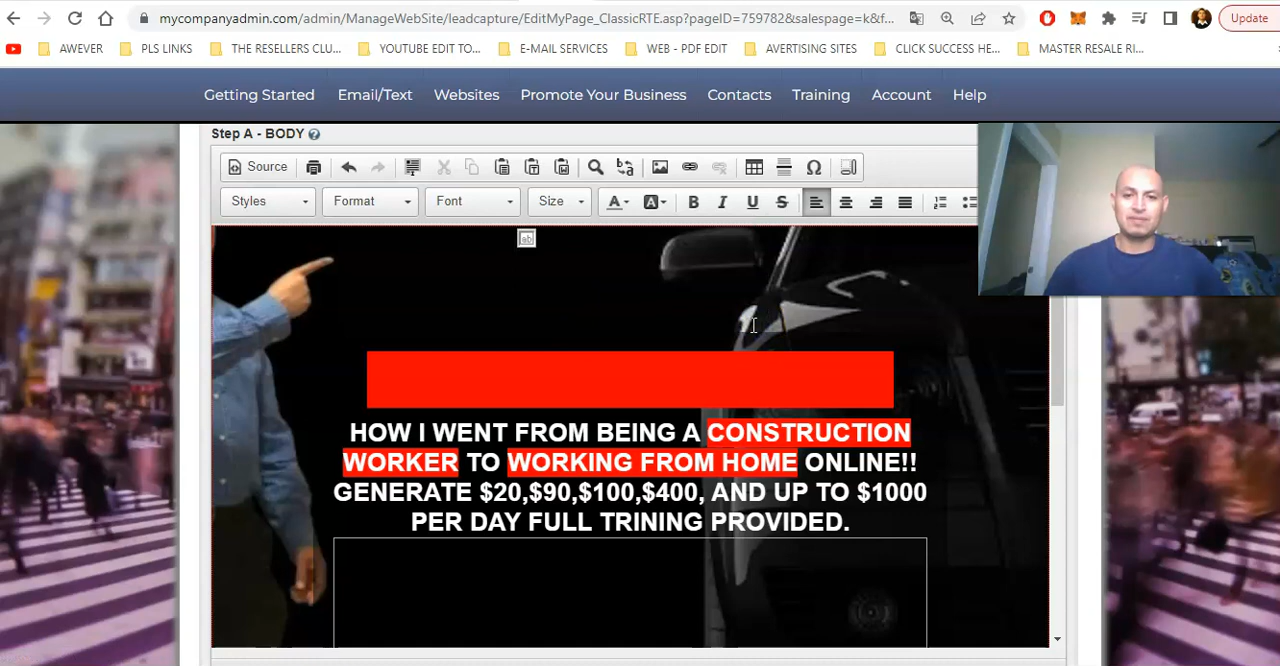 mycompanyadmin.com/admin/ManageWebSite/leadcapture/EditMyPage_ClassicRTE.asp?pageID=759782&salespage=k&f...
Update
AWEVER
PLS LINKS
THE RESELLERS CLU...
YOUTUBE EDIT TO...
E-MAIL SERVICES
WEB - PDF EDIT
AVERTISING SITES
CLICK SUCCESS HE...
MASTER RESALE RI...
Getting Started
Email/Text
Websites
Promote Your Business
Contacts
Training
Account
Help
Step A - BODY
Source
Styles
Format
Font
Size
HOW I WENT FROM BEING A CONSTRUCTION
WORKER TO WORKING FROM HOME ONLINE!!
GENERATE $20,$90,$100,$400, AND UP TO $1000
PER DAY FULL TRINING PROVIDED.